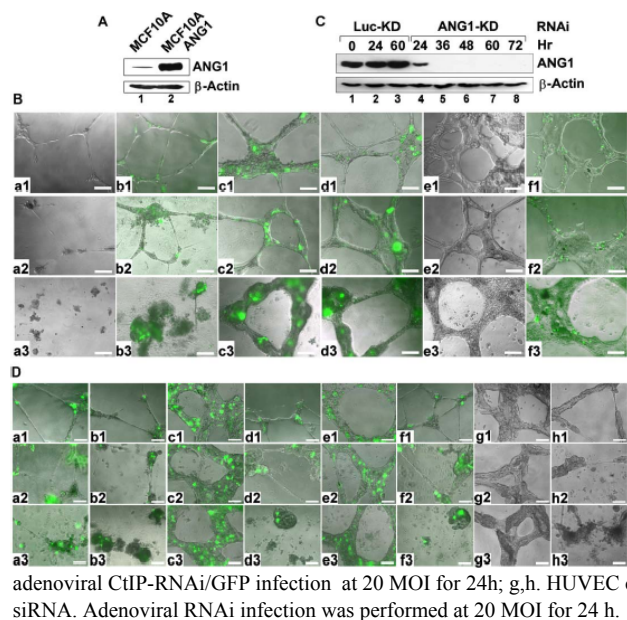 A
MCF10A
MCF10A
ANG1
ANG1
β-Actin
1 2
C
Luc-KD ANG1-KD RNAi
0 24 60 24 36 48 60 72 Hr
ANG1
β-Actin
1 2 3 4 5 6 7 8
B
a1 b1 c1 d1 e1 f1
a2 b2 c2 d2 e2 f2
a3 b3 c3 d3 e3 f3
D
a1 b1 c1 d1 e1 f1 g1 h1
a2 b2 c2 d2 e2 f2 g2 h2
a3 b3 c3 d3 e3 f3 g3 h3
adenoviral CtIP-RNAi/GFP infection at 20 MOI for 24h; g,h. HUVEC
siRNA. Adenoviral RNAi infection was performed at 20 MOI for 24 h.